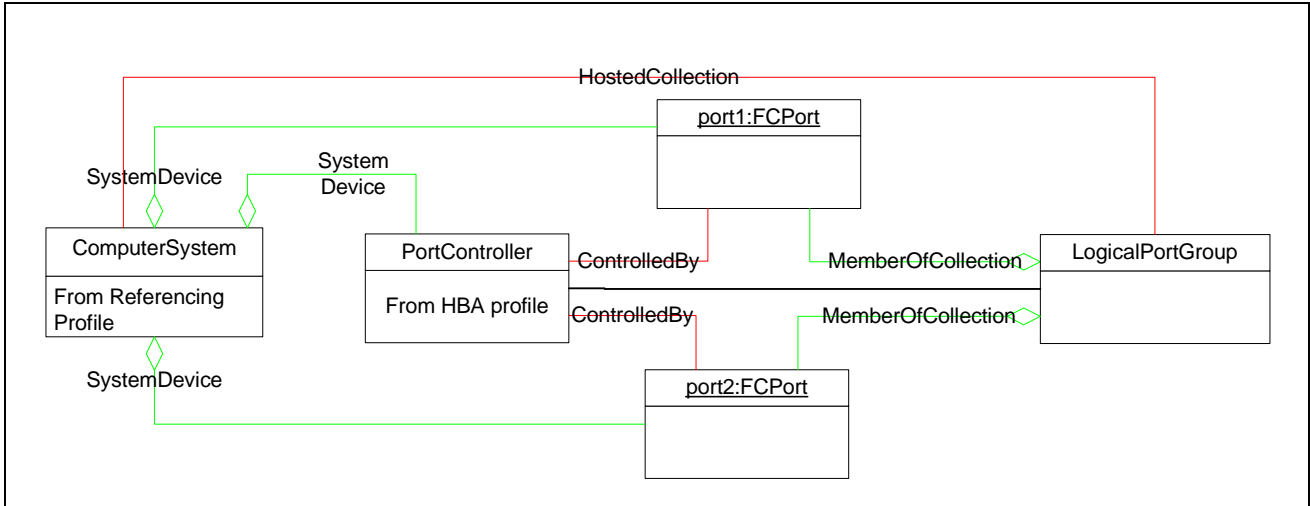 HostedCollection
port1:FCPort
System
Device
SystemDevice
ComputerSystem
From Referencing
Profile
PortController
From HBA profile
ControlledBy
MemberOfCollection
LogicalPortGroup
ControlledBy
MemberOfCollection
SystemDevice
port2:FCPort